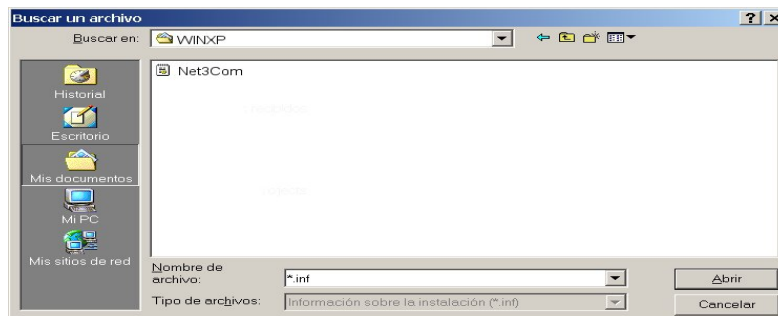 Buscar un archivo
Buscar en:
WINXP
Net3Com
Historial
Escritorio
Mis documentos
Mi PC
Mis sitios de red
Nombre de archivo:
*.inf
Abrir
Tipo de archivos:
Información sobre la instalación (*.inf)
Cancelar